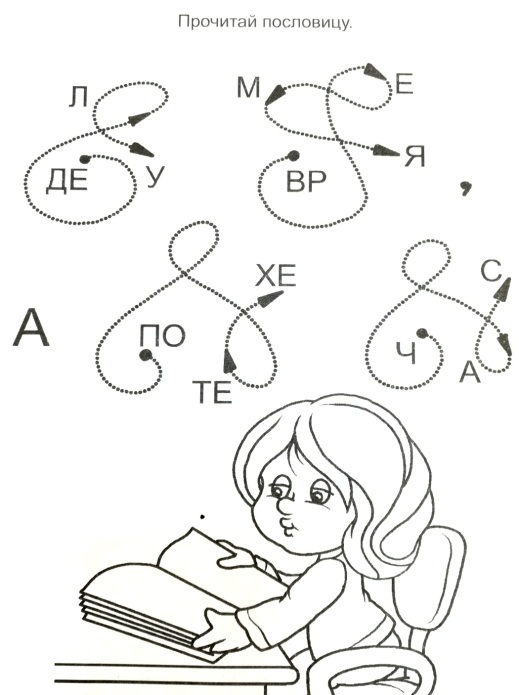 Прочитай пословицу.
ДЕ Л У ВР Е М Я ,
А ПО ТЕ ХЕ Ч А С